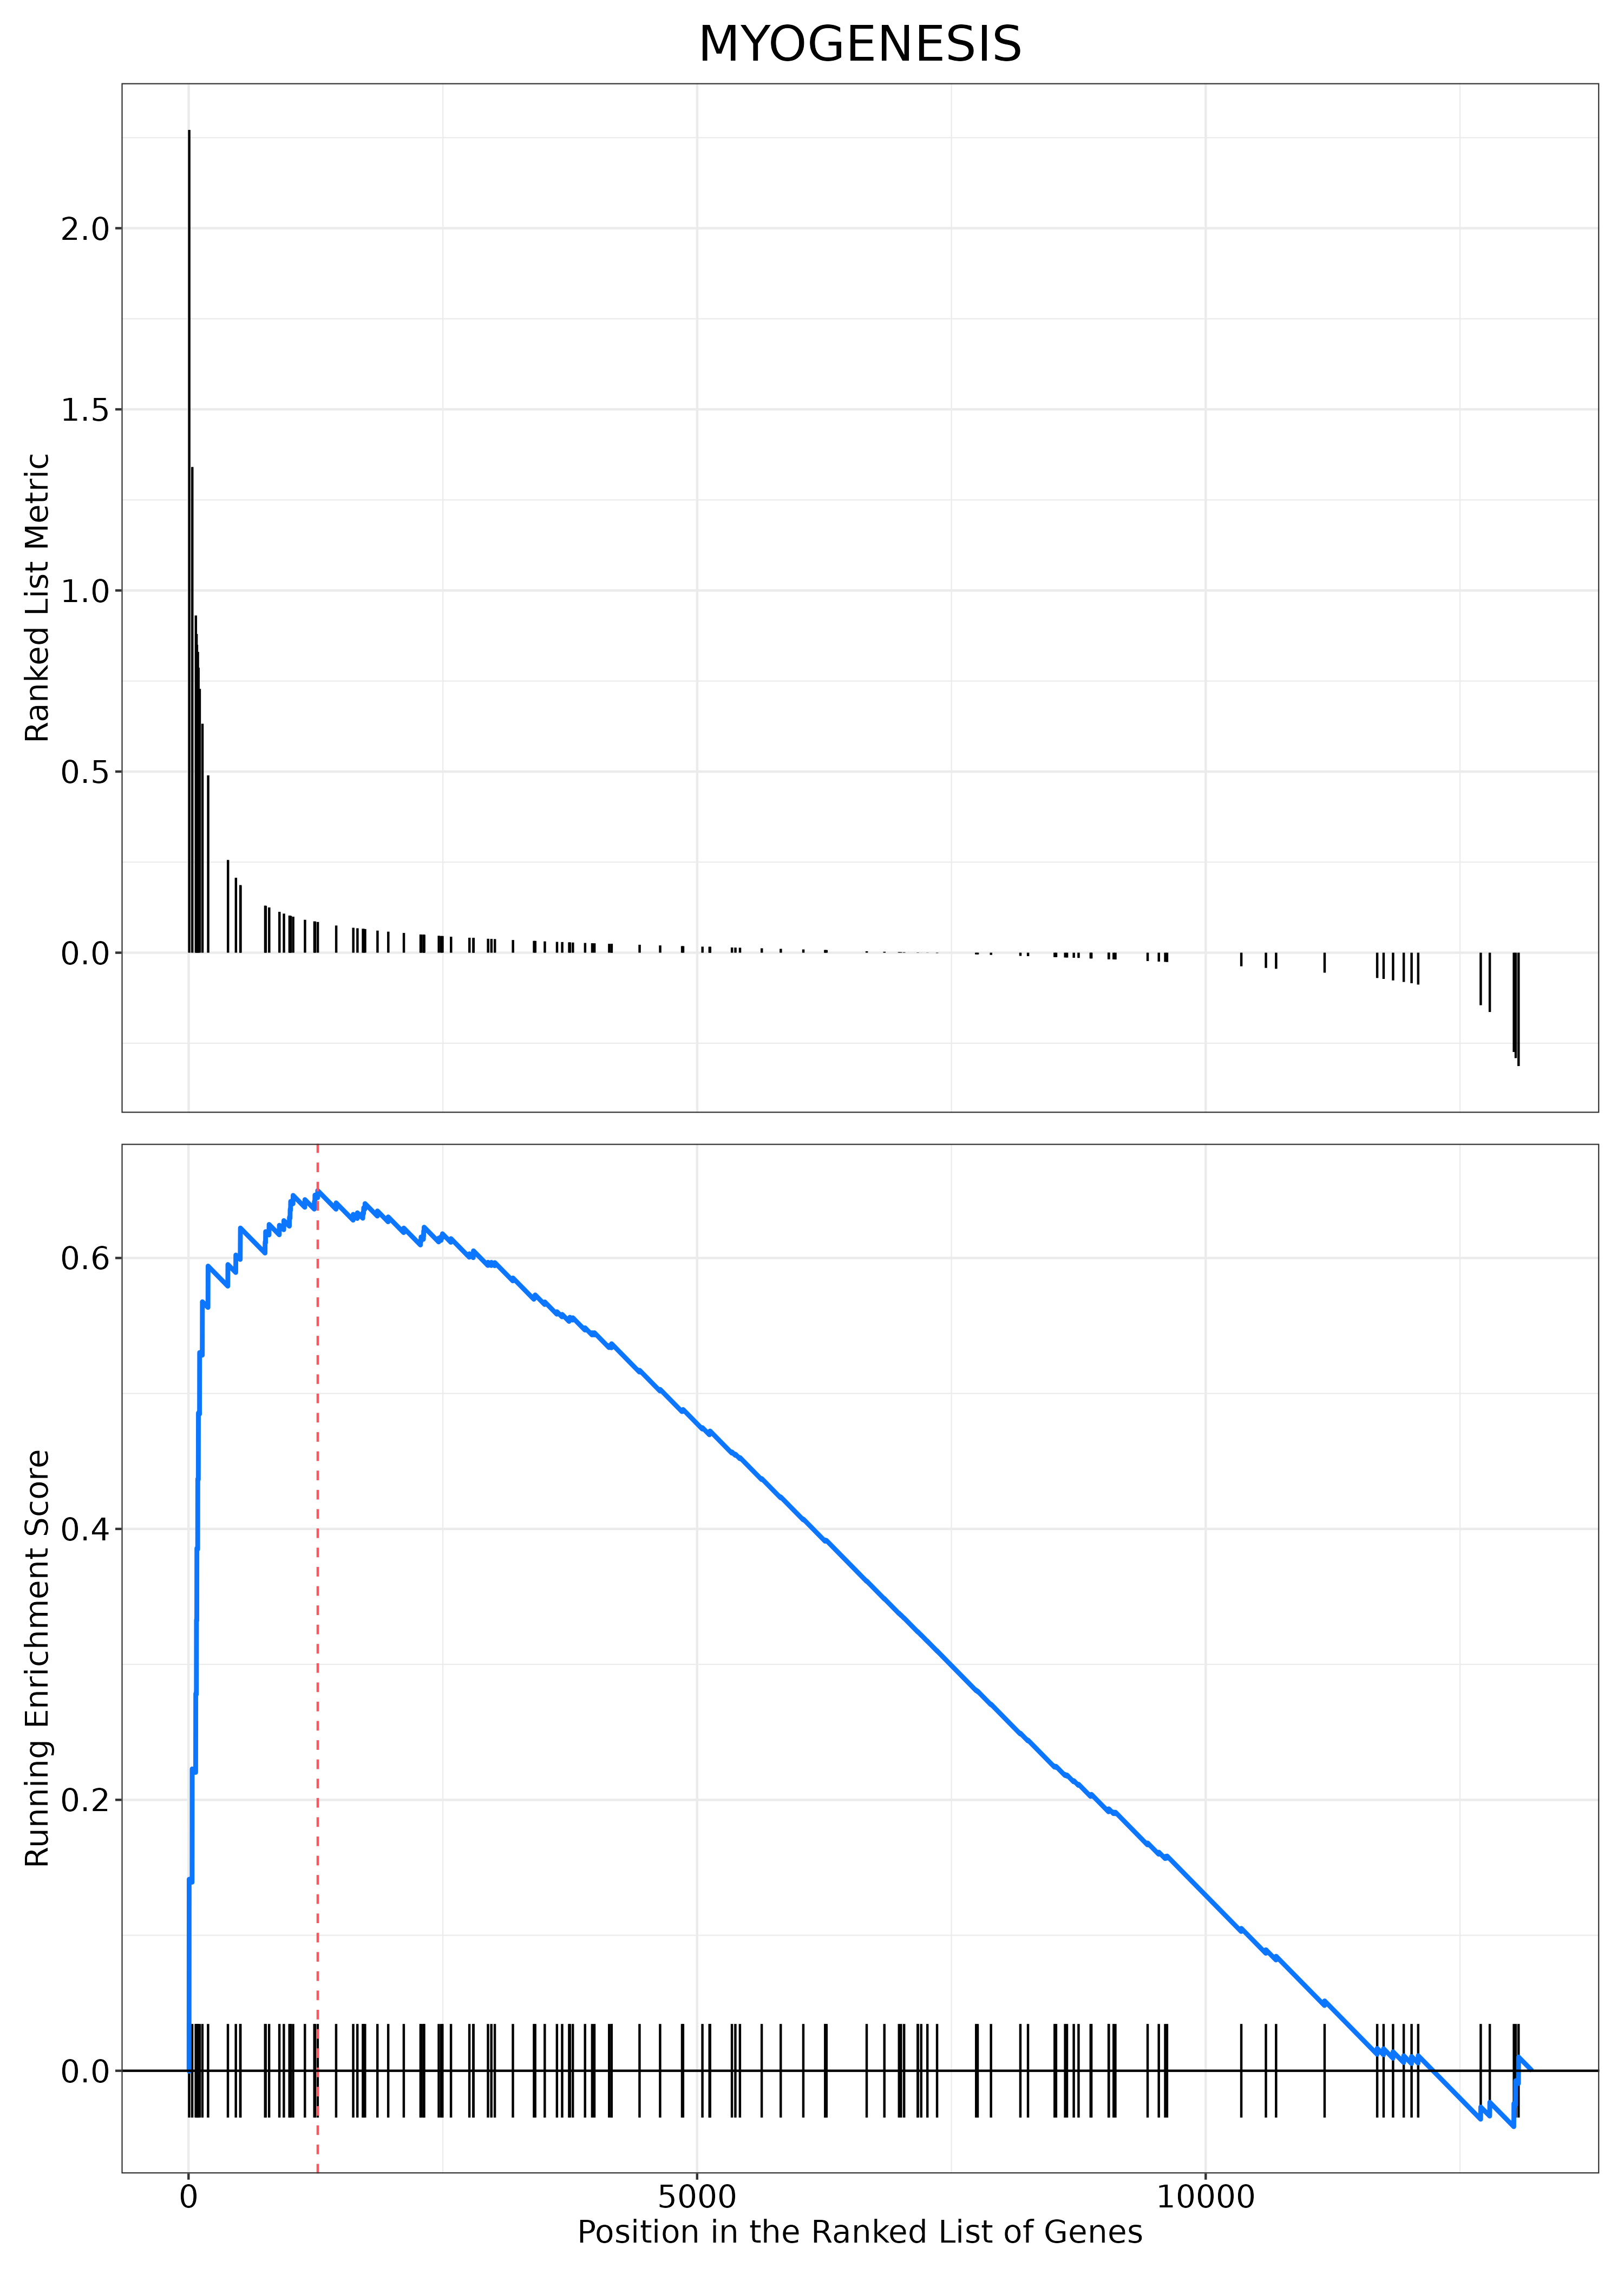 MYOGENESIS
Ranked List Metric
2.0
1.5
1.0
0.5
0.0
Running Enrichment Score
0.6
0.4
0.2
0.0
0 5000 10000
Position in the Ranked List of Genes